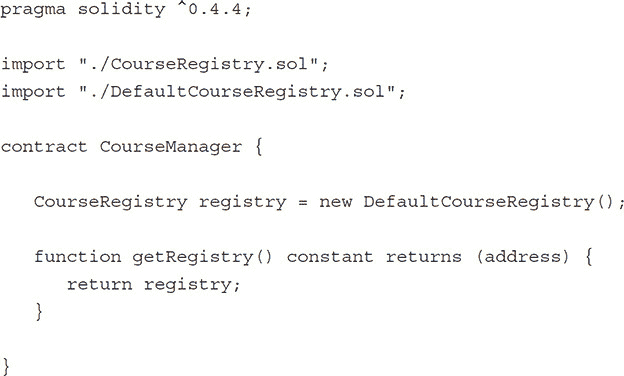 pragma solidity ^0.4.4;
import "./CourseRegistry.sol";
import "./DefaultCourseRegistry.sol";
contract CourseManager {
CourseRegistry registry = new DefaultCourseRegistry();
function getRegistry() constant returns (address) {
return registry;
}
}